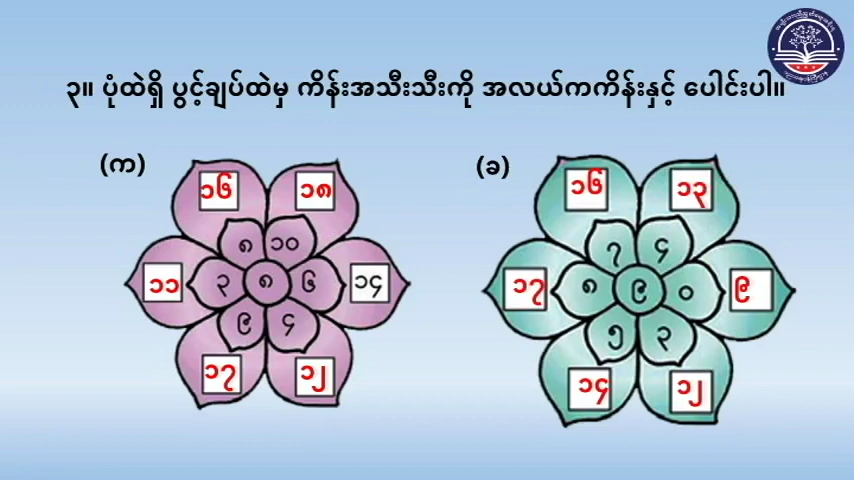 ၃။ ပုံထဲရှိ ပွင့်ချပ်ထဲမှ ကိန်းအသီးသီးကို အလယ်ကကိန်းနှင့် ပေါင်းပါ။
(က) (ခ)
၁၆ ၁၈ ၁၆ ၁၃
၈ ၁၀ ၇ ၄
၁၁ ၃ ၈ ၆ ၁၄ ၁၇ ၈ ၉ ၀ ၉
၉ ၄ ၅ ၃
၁၇ ၁၂ ၁၄ ၁၂